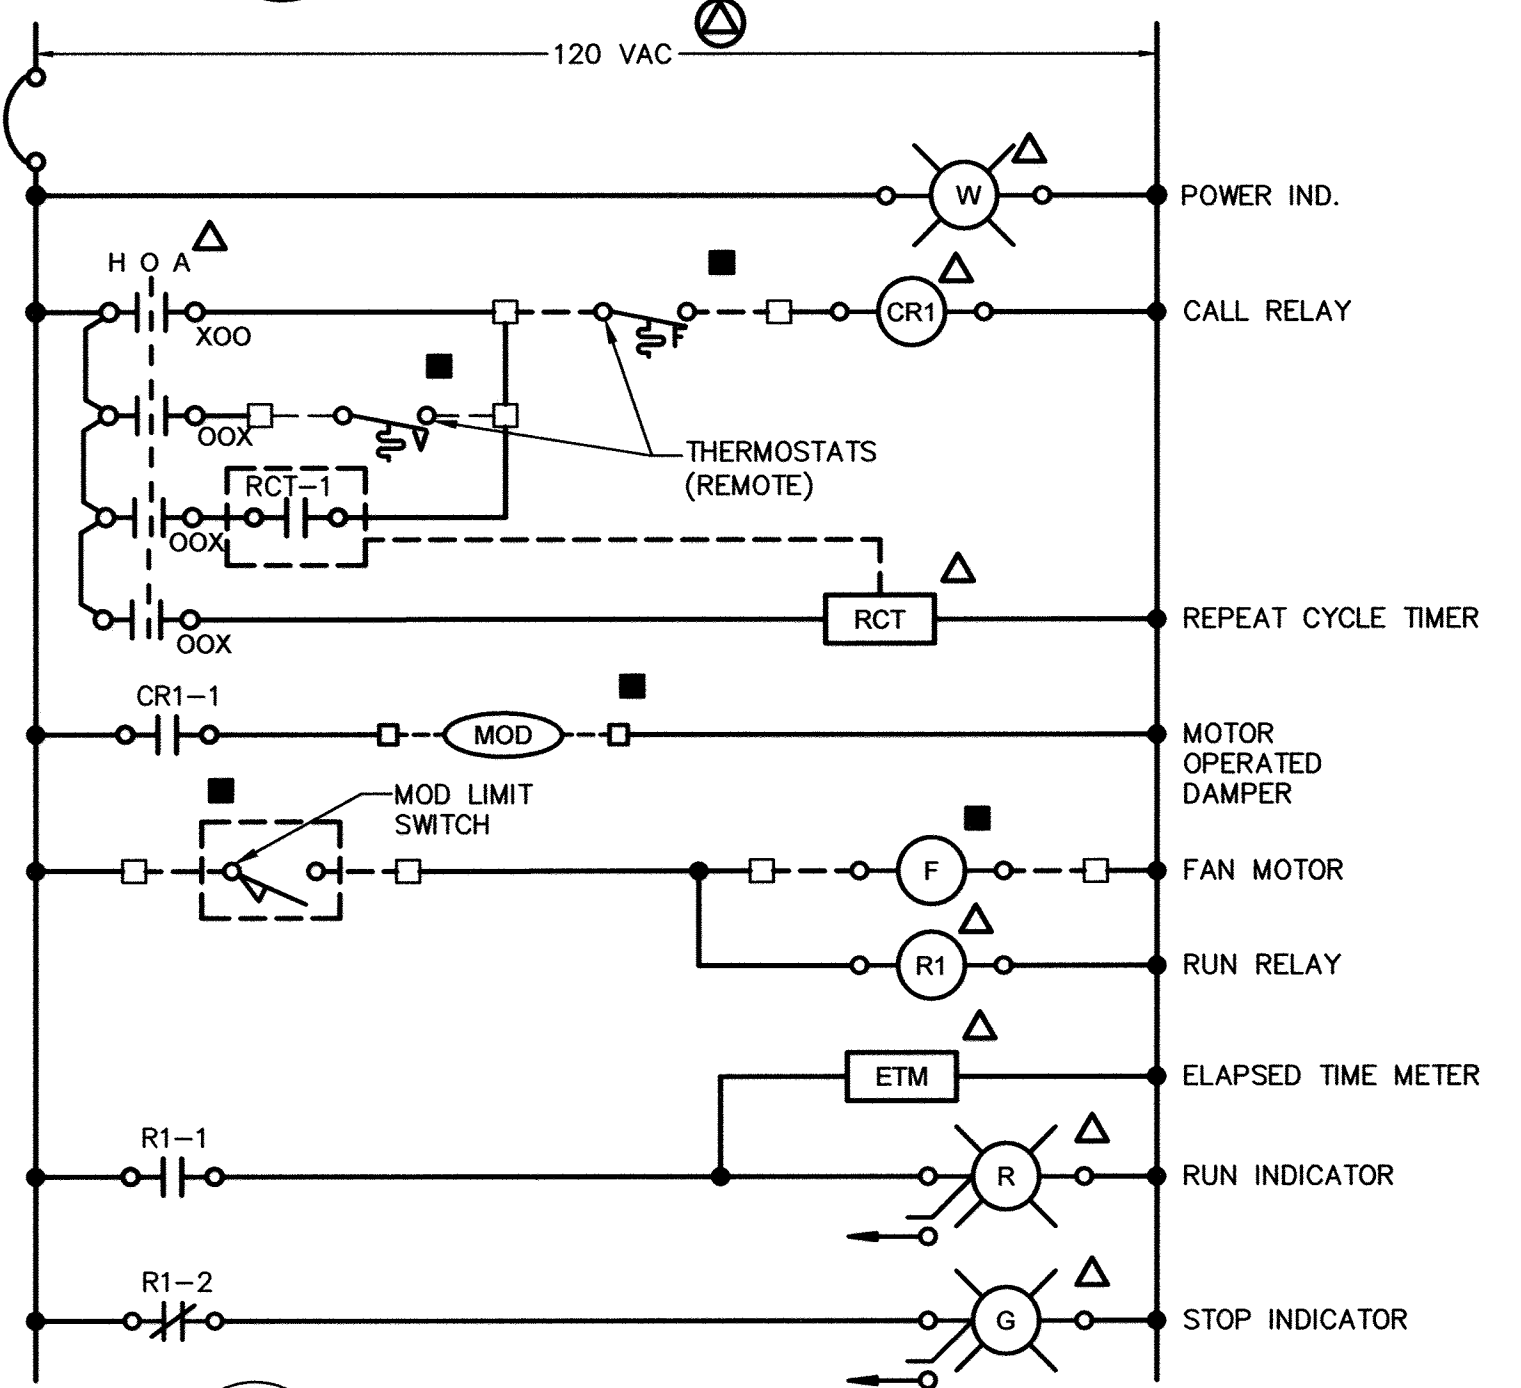 120 VAC
W
POWER IND.
H O A
XOO
F
CR1
CALL RELAY
OOX
THERMOSTATS
(REMOTE)
RCT-1
OOX
OOX
RCT
REPEAT CYCLE TIMER
CR1-1
MOD
MOTOR
OPERATED
DAMPER
MOD LIMIT
SWITCH
F
FAN MOTOR
R1
RUN RELAY
ETM
ELAPSED TIME METER
R1-1
R
RUN INDICATOR
R1-2
G
STOP INDICATOR